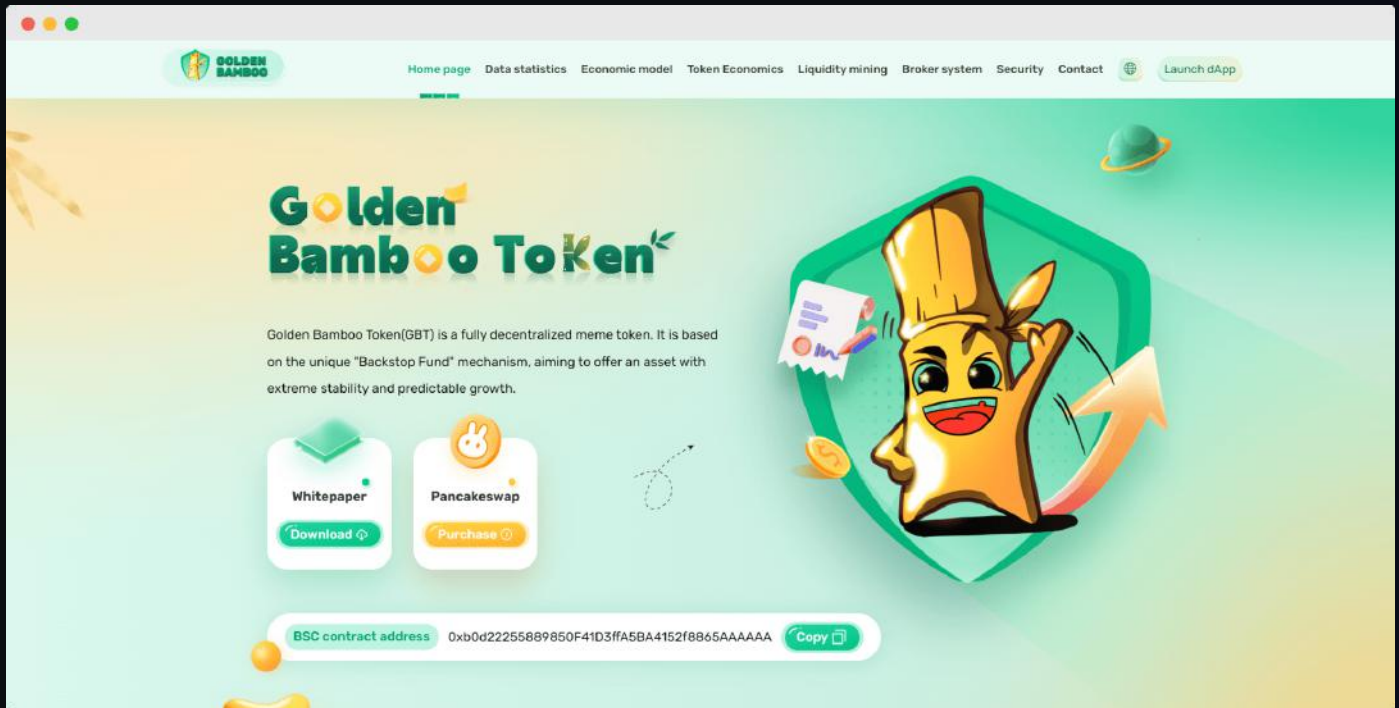 GOLDEN
BAMBOO
Home page Data statistics Economic model Token Economics Liquidity mining Broker system Security Contact Launch dApp
Golden
Bamboo Token
Golden Bamboo Token(GBT) is a fully decentralized meme token. It is based
on the unique "Backstop Fund" mechanism, aiming to offer an asset with
extreme stability and predictable growth.
Whitepaper
Download
Pancakeswap
Purchase
BSC contract address 0xb0d22255889850F41D3ffA5BA4152f8865AAAAAA Copy